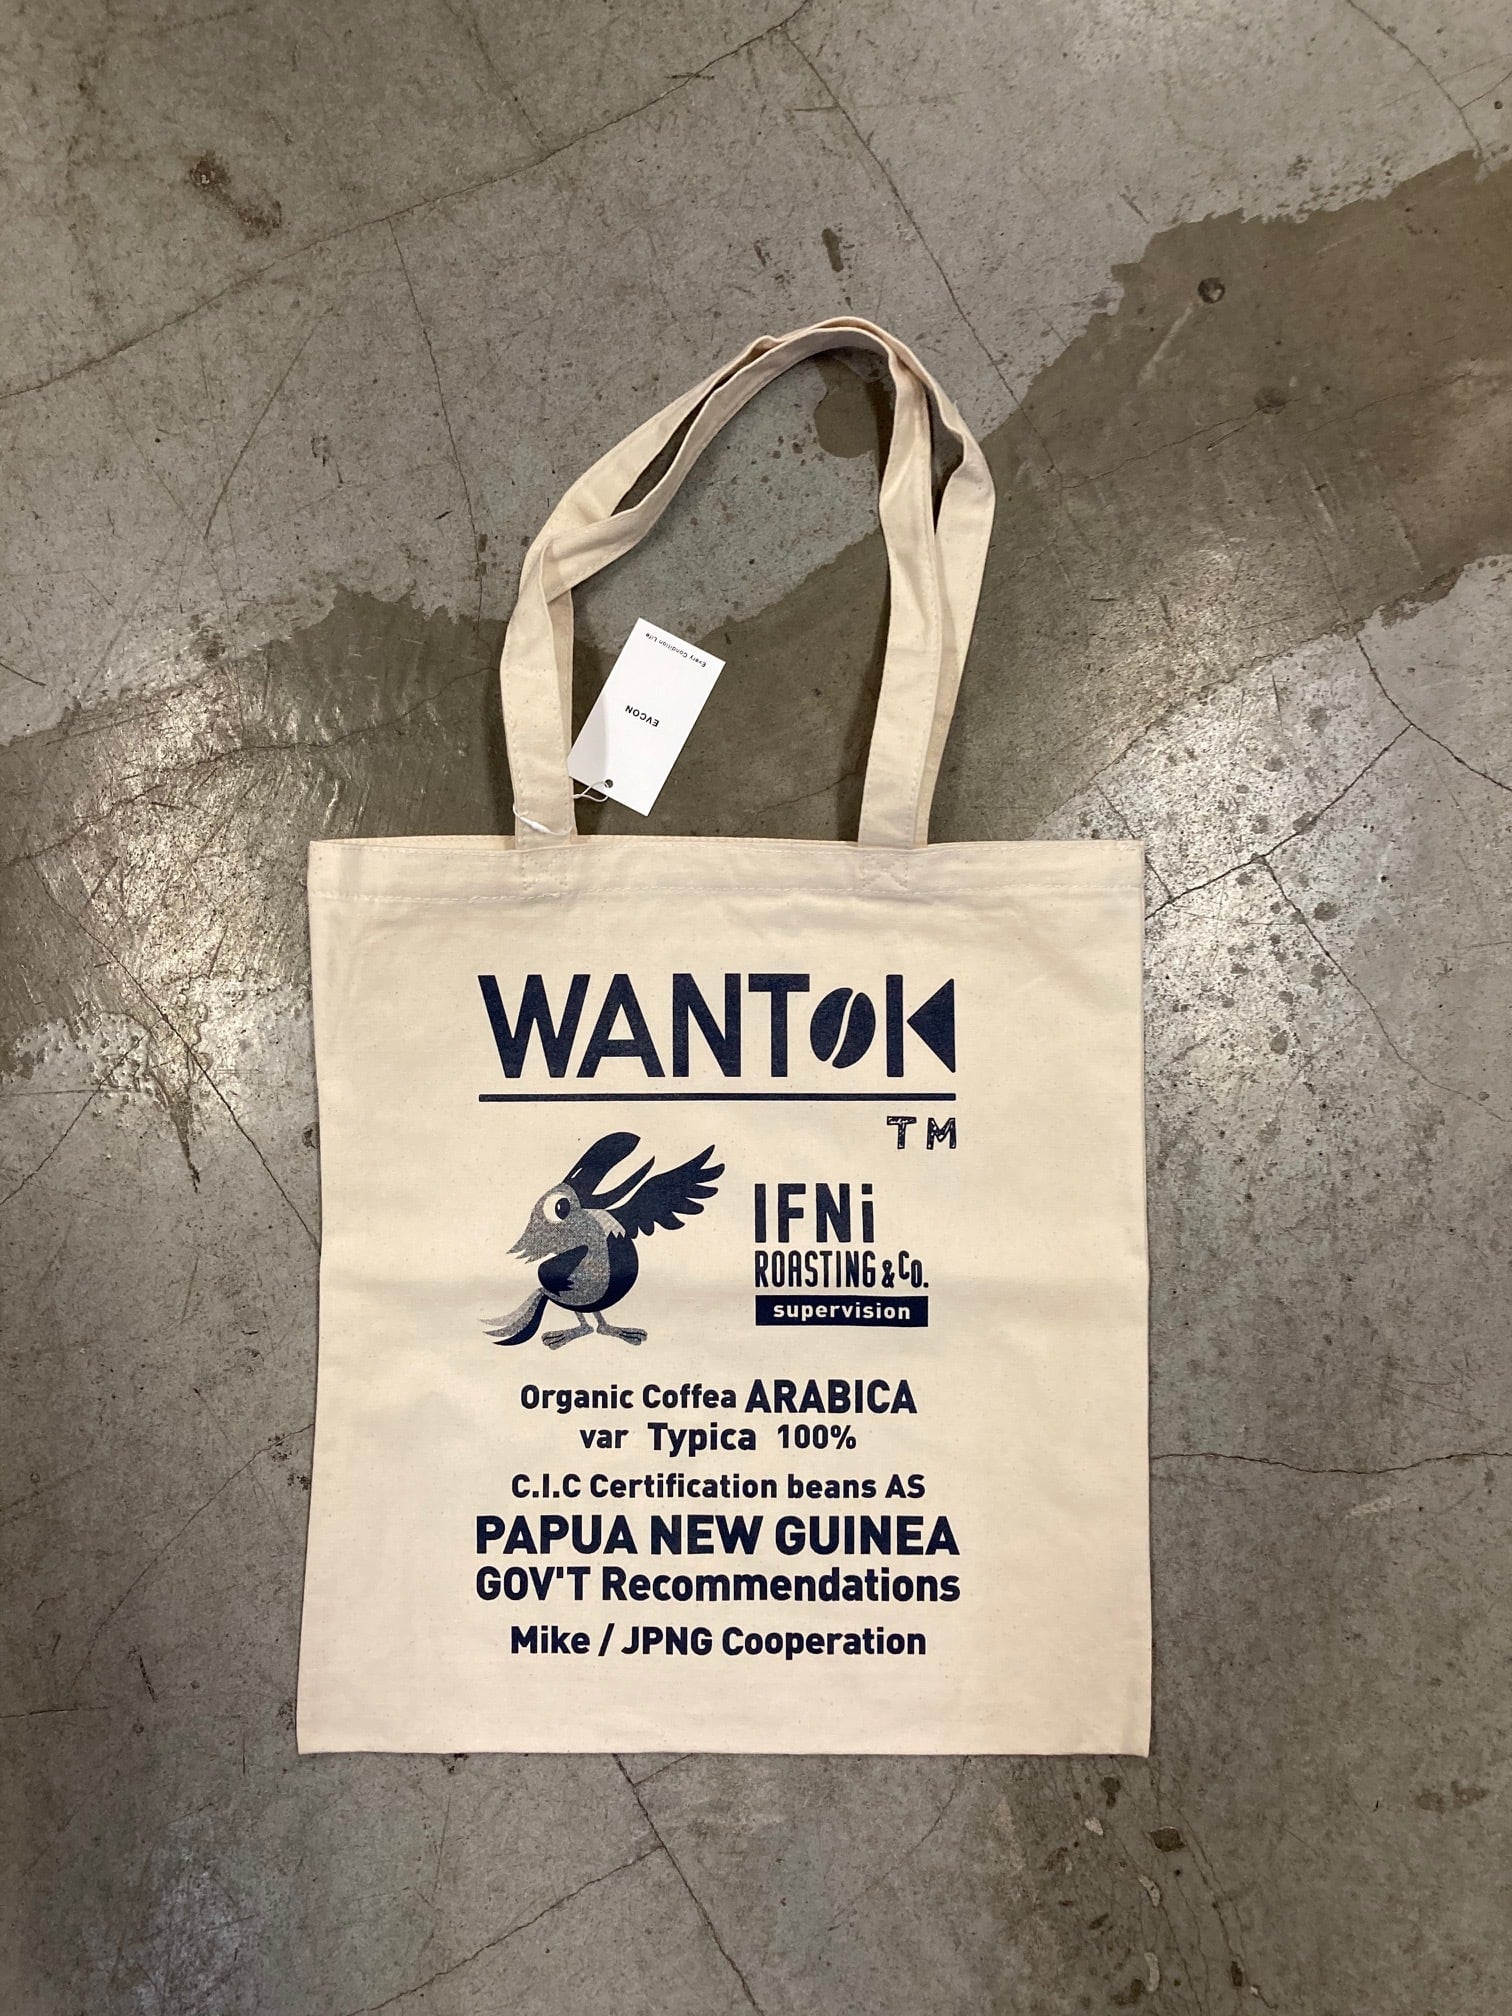 Every Condition Life
EVCON
WANTOK
TM
IFNi
ROASTING & CO.
supervision
Organic Coffea ARABICA
var Typica 100%
C.I.C Certification beans AS
PAPUA NEW GUINEA
GOV'T Recommendations
Mike / JPNG Cooperation